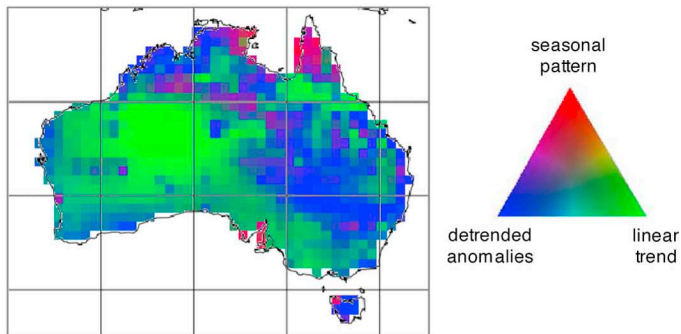 seasonal
pattern
detrended
anomalies
linear
trend